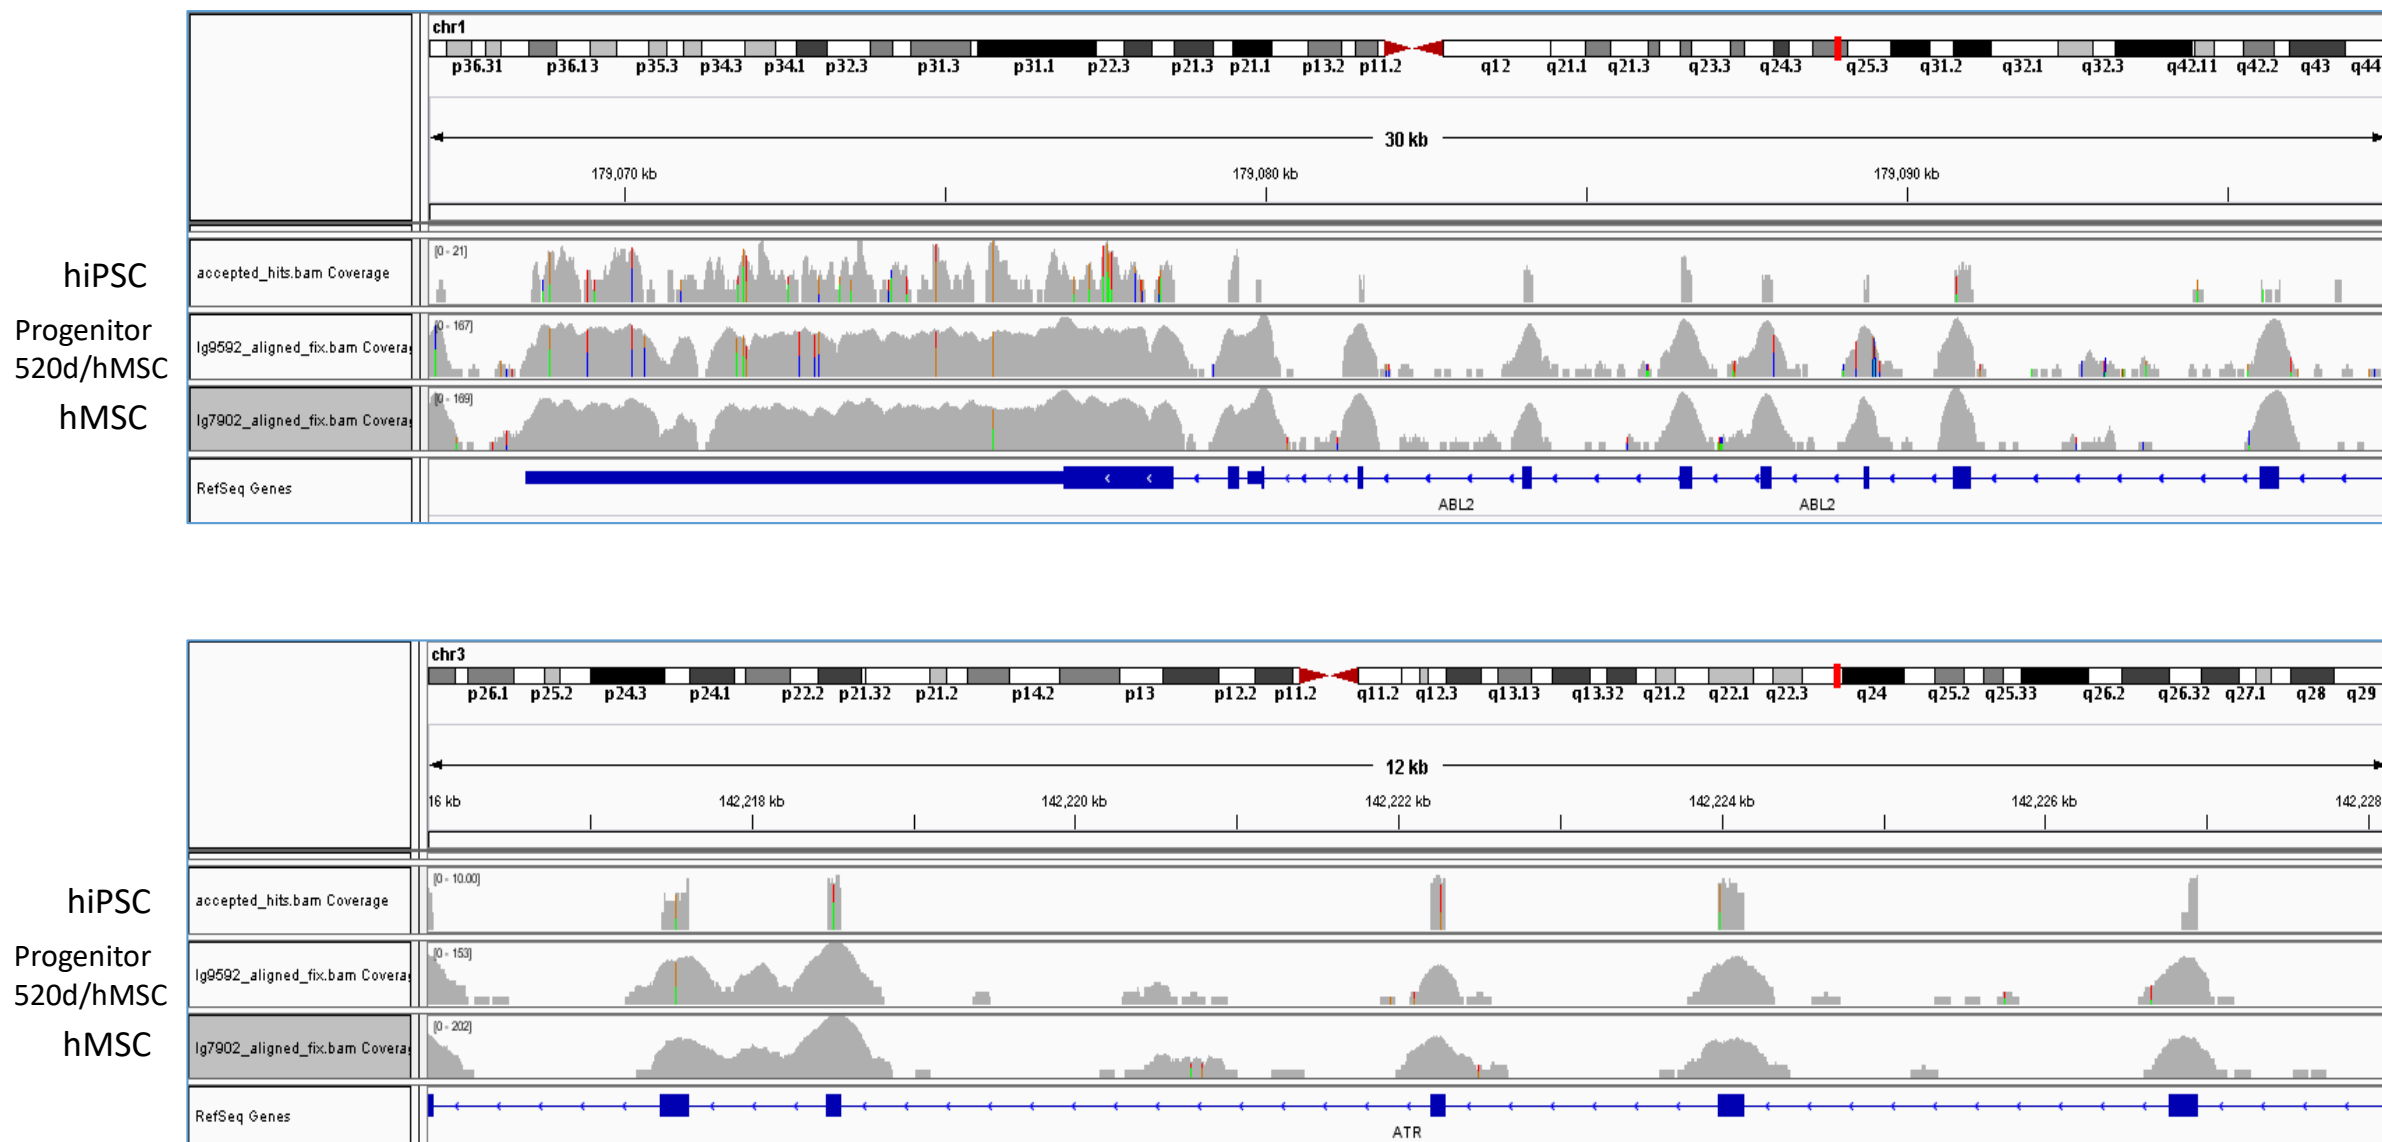 chr1
p36.31 p36.13 p35.3 p34.3 p34.1 p32.3 p31.3 p31.1 p22.3 p21.3 p21.1 p13.2 p11.2 q12 q21.1 q21.3 q23.3 q24.3 q25.3 q31.2 q32.1 q32.3 q42.11 q42.2 q43 q44
30 kb
179,070 kb 179,080 kb 179,090 kb
hiPSC
accepted_hits.bam Coverage
[0 - 21]
Progenitor
520d/hMSC
lg9592_aligned_fix.bam Covera
[0 - 167]
hMSC
lg7902_aligned_fix.bam Covera
[0 - 169]
RefSeq Genes
ABL2 ABL2
chr3
p26.1 p25.2 p24.3 p24.1 p22.2 p21.32 p21.2 p14.2 p13 p12.2 p11.2 q11.2 q12.3 q13.13 q13.32 q21.2 q22.1 q22.3 q24 q25.2 q25.33 q26.2 q26.32 q27.1 q28 q29
12 kb
16 kb 142,218 kb 142,220 kb 142,222 kb 142,224 kb 142,226 kb 142,228
hiPSC
accepted_hits.bam Coverage
[0 - 10.00]
Progenitor
520d/hMSC
lg9592_aligned_fix.bam Covera
[0 - 153]
hMSC
lg7902_aligned_fix.bam Covera
[0 - 202]
RefSeq Genes
ATR